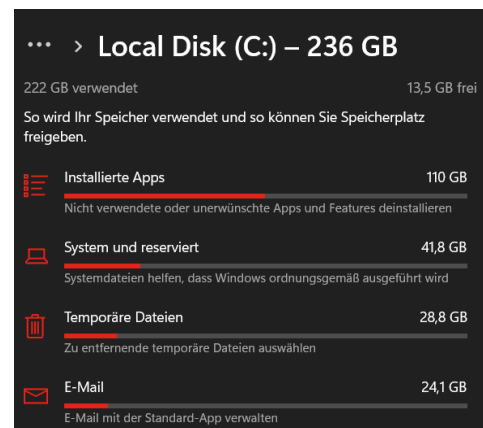 ... > Local Disk (C:) – 236 GB
222 GB verwendet 13,5 GB frei
So wird Ihr Speicher verwendet und so können Sie Speicherplatz
freigeben.
Installierte Apps 110 GB
Nicht verwendete oder unerwünschte Apps und Features deinstallieren
System und reserviert 41,8 GB
Systemdateien helfen, dass Windows ordnungsgemäß ausgeführt wird
Temporäre Dateien 28,8 GB
Zu entfernende temporäre Dateien auswählen
E-Mail 24,1 GB
E-Mail mit der Standard-App verwalten